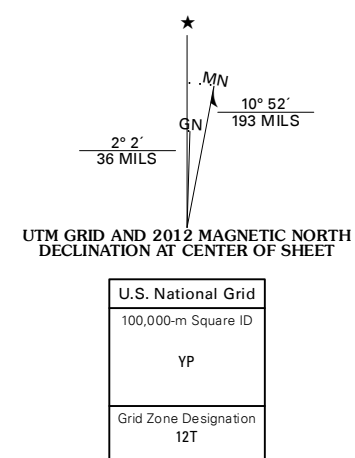 ★
MN
10° 52´
193 MILS
GN
2° 2´
36 MILS
UTM GRID AND 2012 MAGNETIC NORTH
DECLINATION AT CENTER OF SHEET
U.S. National Grid
100,000-m Square ID
YP
Grid Zone Designation
12T